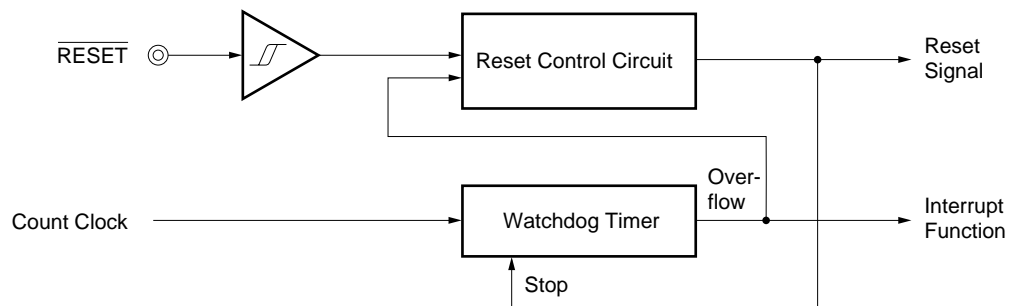 RESET
Reset Control Circuit
Reset
Signal
Over-
flow
Count Clock
Watchdog Timer
Interrupt
Function
Stop